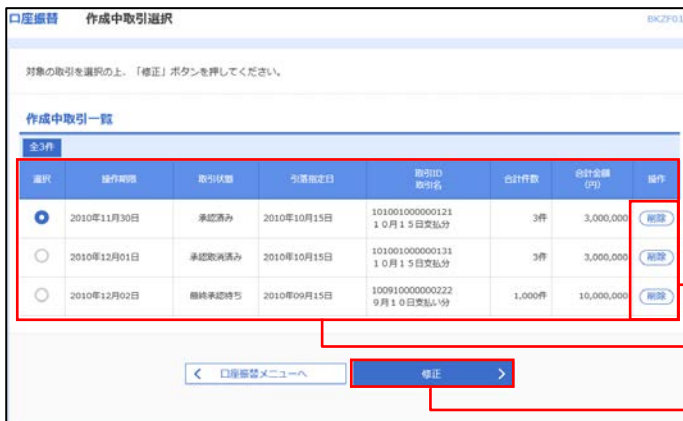 口座振替 作成中取引選択 BKZF01
対象の取引を選択の上、「修正」ボタンを押してください。
作成中取引一覧
全3件
選択 操作期限 取引状態 引落指定日 取引ID 合計件数 合計金額 操作
取引名 (円)
2010年11月30日 承認済み 2010年10月15日 101001000000121 3件 3,000,000 削除
10月15日支払分
2010年12月01日 承認取消済み 2010年10月15日 101001000000131 3件 3,000,000 削除
10月15日支払分
2010年12月02日 最終承認待ち 2010年09月15日 100910000000222 1,000件 10,000,000 削除
9月10日支払い分
口座振替メニューへ 修正